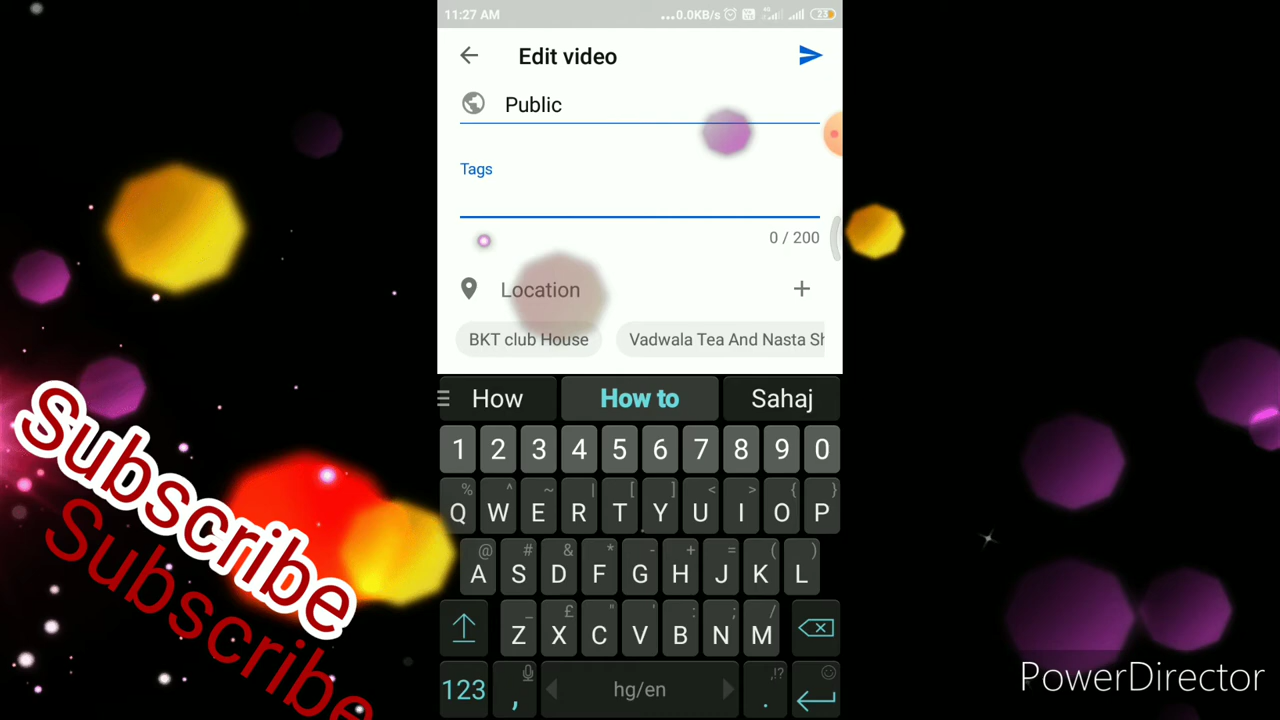 11:27 AM
...0.0KB/s
23
Edit video
Public
Tags
0 / 200
Location
+
BKT club House
Vadwala Tea And Nasta Sh
How
How to
Sahaj
1 2 3 4 5 6 7 8 9 0
% ^ ~ | [ ] < > { }
Q W E R T Y U I O P
@ # & * - + = ( )
A S D F G H J K L
_ £ " ' : ; /
Z X C V B N M
123
,
hg/en
,!?
.
Subscribe
Subscribe
PowerDirector